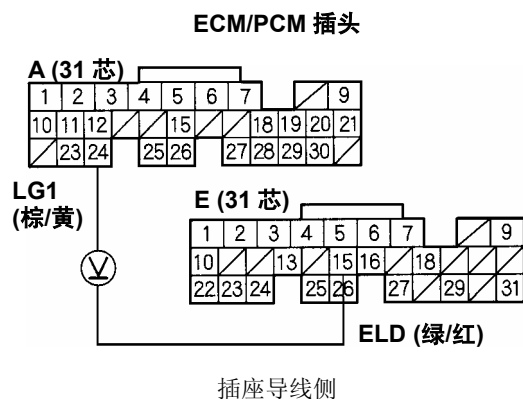 ECM/PCM 插头
A (31 芯)
1 2 3 4 5 6 7 9
10 11 12 15 18 19 20 21
23 24 25 26 27 28 29 30
LG1
(棕/黄)
V
E (31 芯)
1 2 3 4 5 6 7 9
10 13 15 16 18
22 23 24 25 26 27 29 31
ELD (绿/红)
插座导线侧